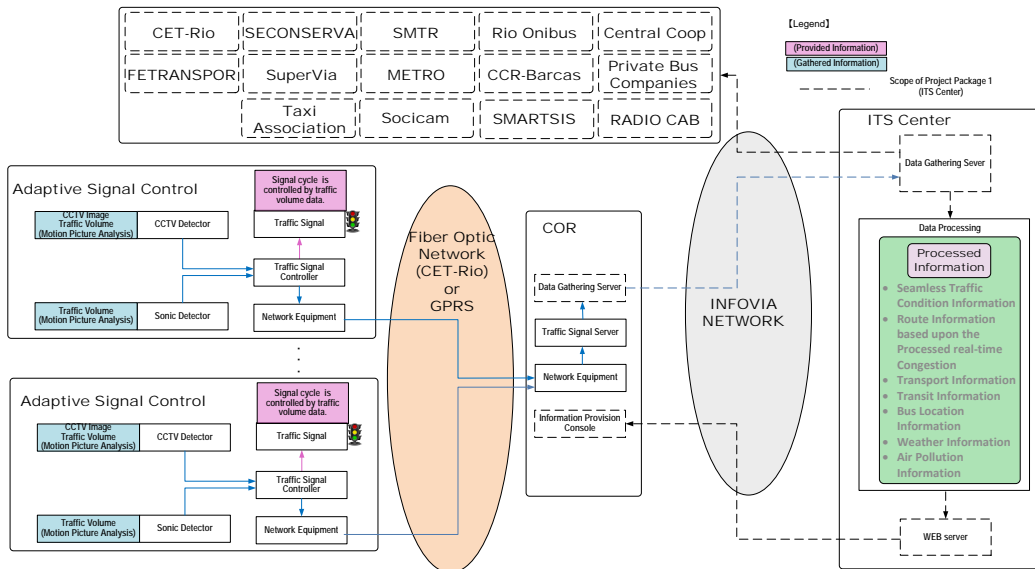 CET-Rio
SECONSERVA
SMTR
Rio Onibus
Central Coop
FETRANSPOR
SuperVia
METRO
CCR-Barcas
Private Bus
Companies
Taxi
Association
Socicam
SMARTSIS
RADIO CAB
【Legend】
(Provided Information)
(Gathered Information)
Scope of Project Package 1
(ITS Center)
Adaptive Signal Control
Signal cycle is
controlled by traffic
volume data.
CCTV Image
Traffic Volume
(Motion Picture Analysis)
CCTV Detector
Traffic Signal
Traffic Signal
Controller
Traffic Volume
(Motion Picture Analysis)
Sonic Detector
Network Equipment
.
.
.
Adaptive Signal Control
Signal cycle is
controlled by traffic
volume data.
CCTV Image
Traffic Volume
(Motion Picture Analysis)
CCTV Detector
Traffic Signal
Traffic Signal
Controller
Traffic Volume
(Motion Picture Analysis)
Sonic Detector
Network Equipment
Fiber Optic
Network
(CET-Rio)
or
GPRS
COR
Data Gathering Server
Traffic Signal Server
Network Equipment
Information Provision
Console
INFOVIA
NETWORK
ITS Center
Data Gathering Sever
Data Processing
Processed
Information
• Seamless Traffic
Condition Information
• Route Information
based upon the
Processed real-time
Congestion
• Transport Information
• Transit Information
• Bus Location
Information
• Weather Information
• Air Pollution
Information
WEB server